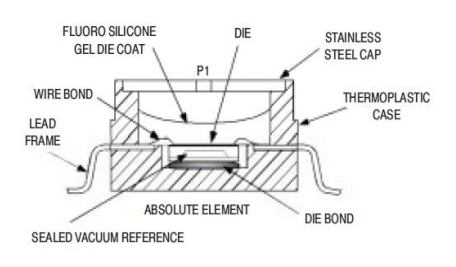 FLUORO SILICONE
GEL DIE COAT
DIE
STAINLESS
STEEL CAP
P1
WIRE BOND
THERMOPLASTIC
CASE
LEAD
FRAME
ABSOLUTE ELEMENT
DIE BOND
SEALED VACUUM REFERENCE